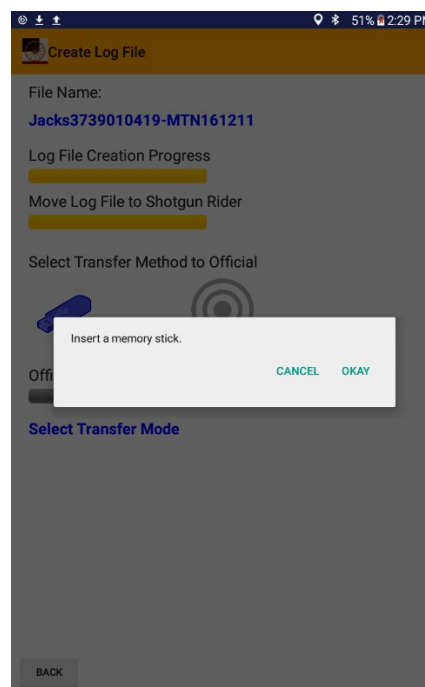 51% 2:29 PM
Create Log File
File Name:
Jacks3739010419-MTN161211
Log File Creation Progress
Move Log File to Shotgun Rider
Select Transfer Method to Official
Insert a memory stick.
CANCEL OKAY
Offi
Select Transfer Mode
BACK